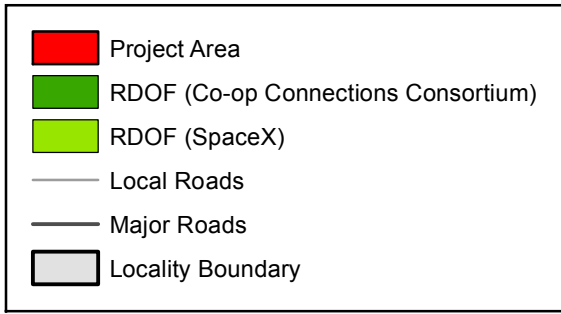 Project Area
RDOF (Co-op Connections Consortium)
RDOF (SpaceX)
Local Roads
Major Roads
Locality Boundary